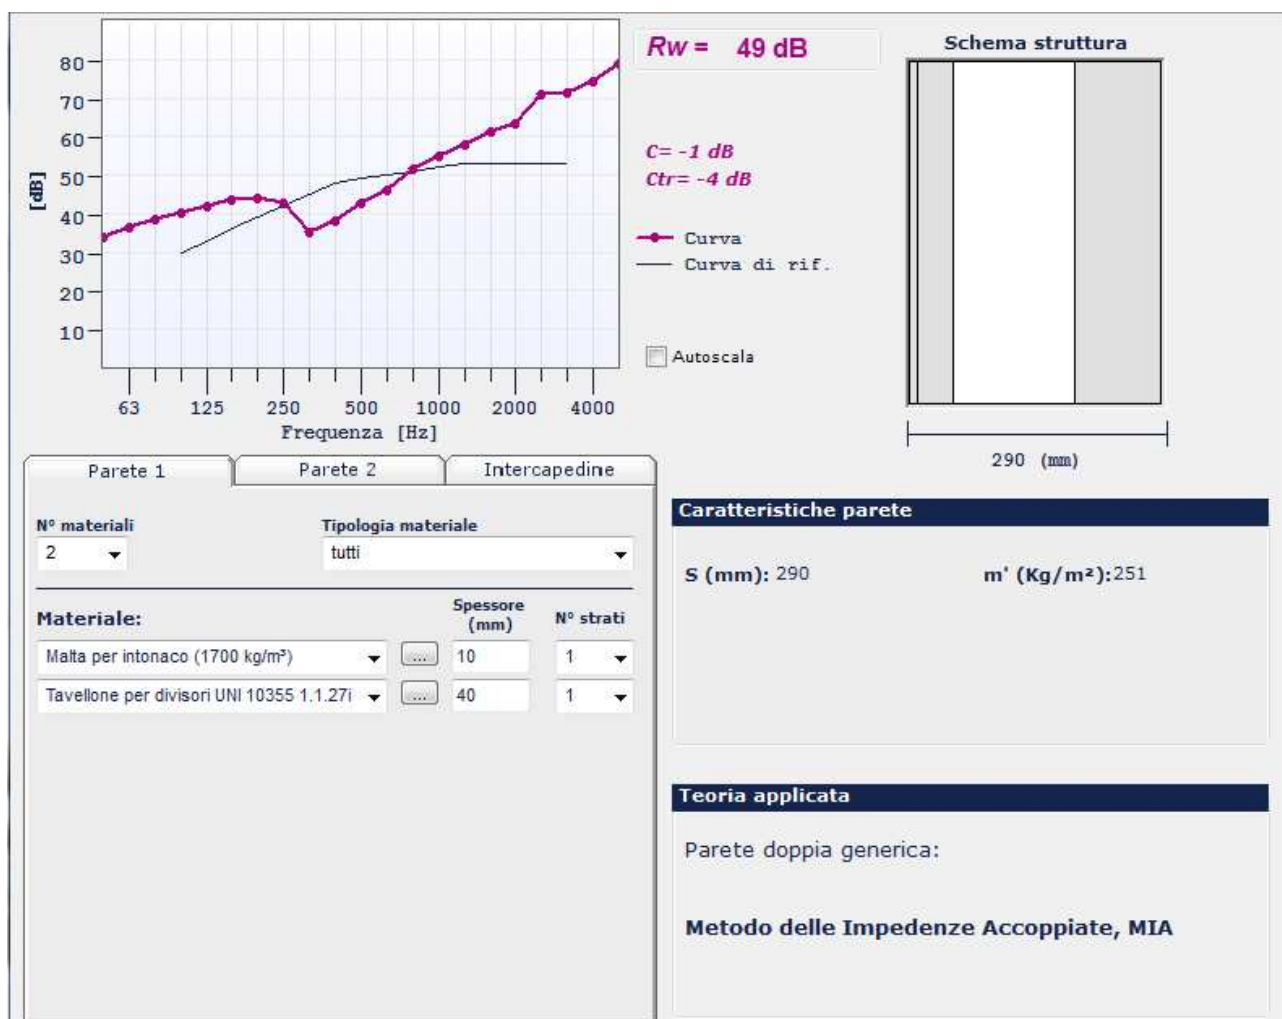 80
70
60
50
40
30
20
10
[dB]
63 125 250 500 1000 2000 4000
Frequenza [Hz]
Rw = 49 dB
C= -1 dB
Ctr= -4 dB
Curva
Curva di rif.
Autoscala
Schema struttura
290 (mm)
Parete 1 Parete 2 Intercapedine
N° materiali Tipologia materiale
2 tutti
Materiale: Spessore (mm) N° strati
Malta per intonaco (1700 kg/m³) ... 10 1
Tavellone per divisori UNI 10355 1.1.27i ... 40 1
Caratteristiche parete
S (mm): 290 m' (Kg/m²):251
Teoria applicata
Parete doppia generica:
Metodo delle Impedenze Accoppiate, MIA